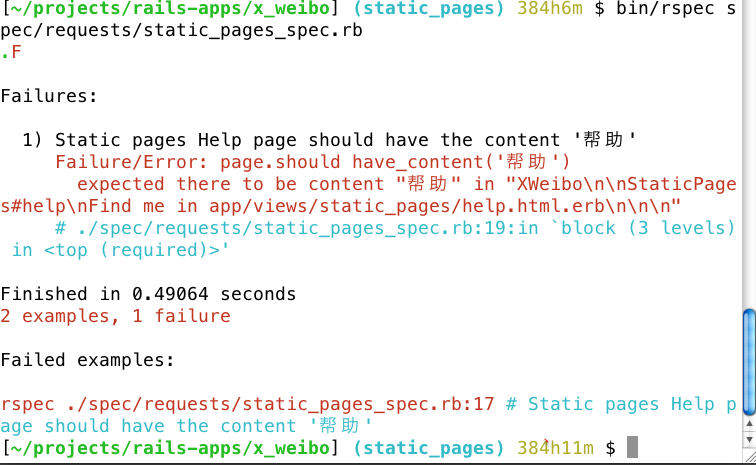 [~/projects/rails-apps/x_weibo] (static_pages) 384h6m $ bin/rspec s
pec/requests/static_pages_spec.rb
.F
Failures:
1) Static pages Help page should have the content '帮助'
Failure/Error: page.should have_content('帮助')
expected there to be content "帮助" in "XWeibo\n\nStaticPage
s#help\nFind me in app/views/static_pages/help.html.erb\n\n\n"
# ./spec/requests/static_pages_spec.rb:19:in `block (3 levels)
in <top (required)>'
Finished in 0.49064 seconds
2 examples, 1 failure
Failed examples:
rspec ./spec/requests/static_pages_spec.rb:17 # Static pages Help p
age should have the content '帮助'
[~/projects/rails-apps/x_weibo] (static_pages) 384h11m $